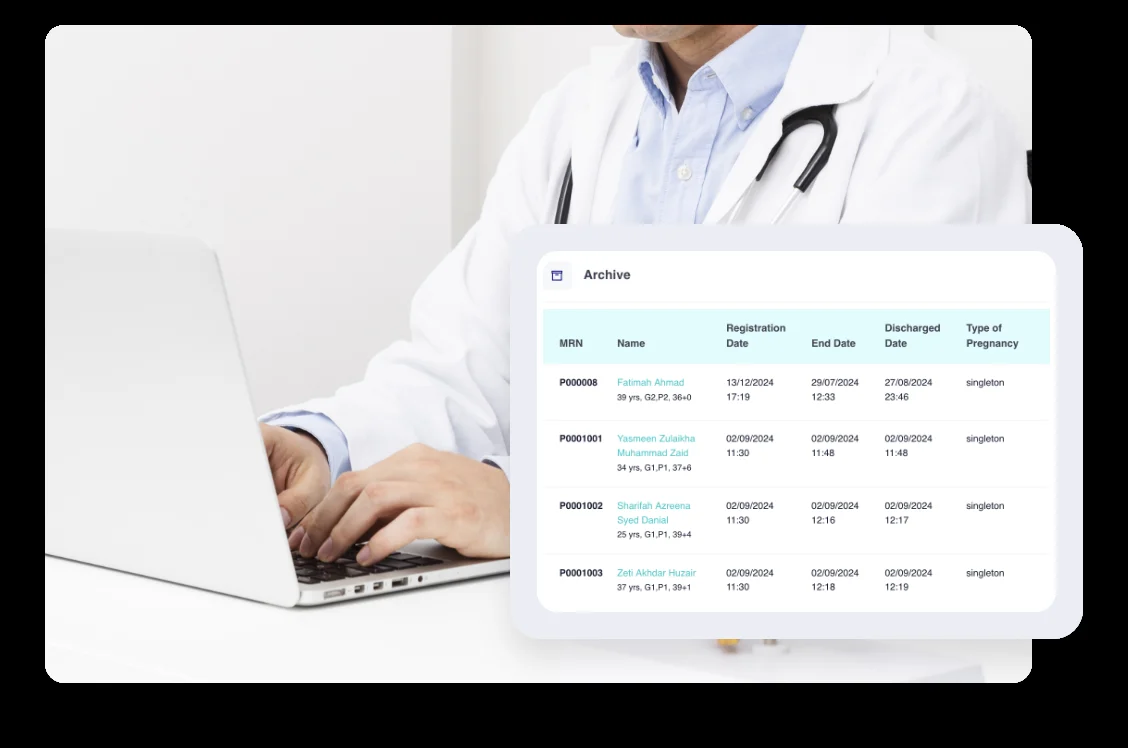 Archive
MRN Name Registration Date End Date Discharged Date Type of Pregnancy
P000008 Fatimah Ahmad 13/12/2024 29/07/2024 27/08/2024 singleton
39 yrs, G2,P2, 36+0 17:19 12:33 23:46
P0001001 Yasmeen Zulaikha 02/09/2024 02/09/2024 02/09/2024 singleton
Muhammad Zaid 11:30 11:48 11:48
34 yrs, G1,P1, 37+6
P0001002 Sharifah Azreena 02/09/2024 02/09/2024 02/09/2024 singleton
Syed Danial 11:30 12:16 12:17
25 yrs, G1,P1, 39+4
P0001003 Zeti Akhdar Huzair 02/09/2024 02/09/2024 02/09/2024 singleton
37 yrs, G1,P1, 39+1 11:30 12:18 12:19